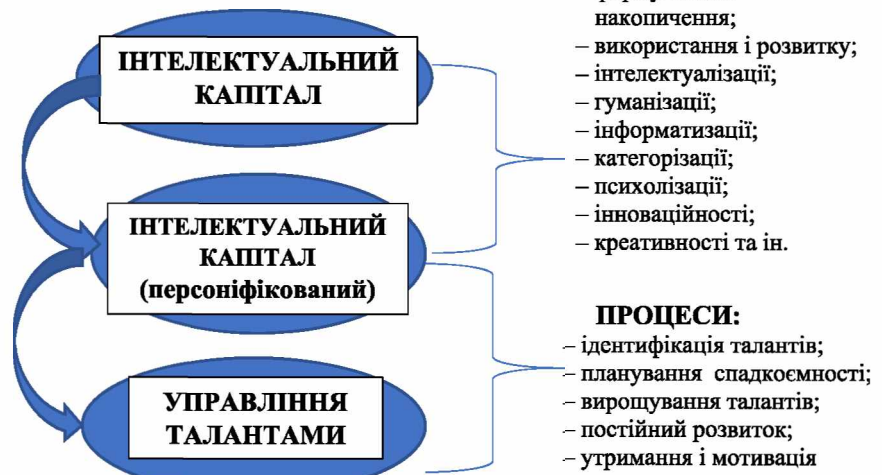 ІНТЕЛЕКТУАЛЬНИЙ
КАПІТАЛ
ІНТЕЛЕКТУАЛЬНИЙ
КАПІТАЛ
(персоніфікований)
УПРАВЛІННЯ
ТАЛАНТАМИ
накопичення;
– використання і розвитку;
– інтелектуалізації;
– гуманізації;
– інформатизації;
– категорізації;
– психолізації;
– інноваційності;
– креативності та ін.
ПРОЦЕСИ:
– ідентифікація талантів;
– планування спадкоємності;
– вирощування талантів;
– постійний розвиток;
– утримання і мотивація